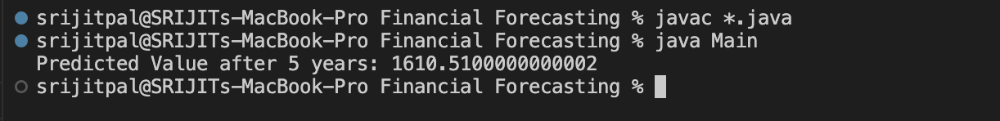 srijitpal@SRIJITs-MacBook-Pro Financial Forecasting % javac *.java
srijitpal@SRIJITs-MacBook-Pro Financial Forecasting % java Main
Predicted Value after 5 years: 1610.5100000000002
srijitpal@SRIJITs-MacBook-Pro Financial Forecasting %